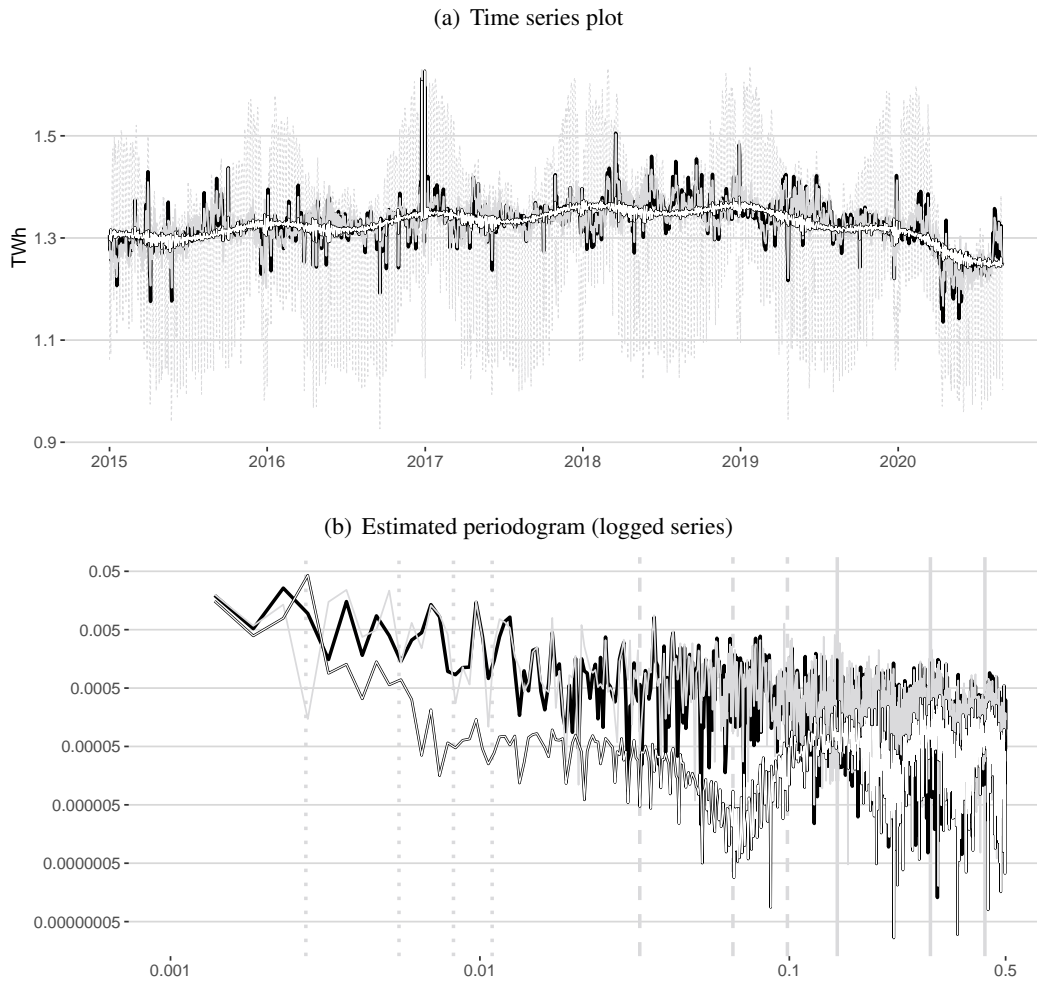 (a) Time series plot
1.5
1.3
1.1
0.9
TWh
2015 2016 2017 2018 2019 2020
(b) Estimated periodogram (logged series)
0.05
0.005
0.0005
0.00005
0.000005
0.0000005
0.00000005
0.001 0.01 0.1 0.5